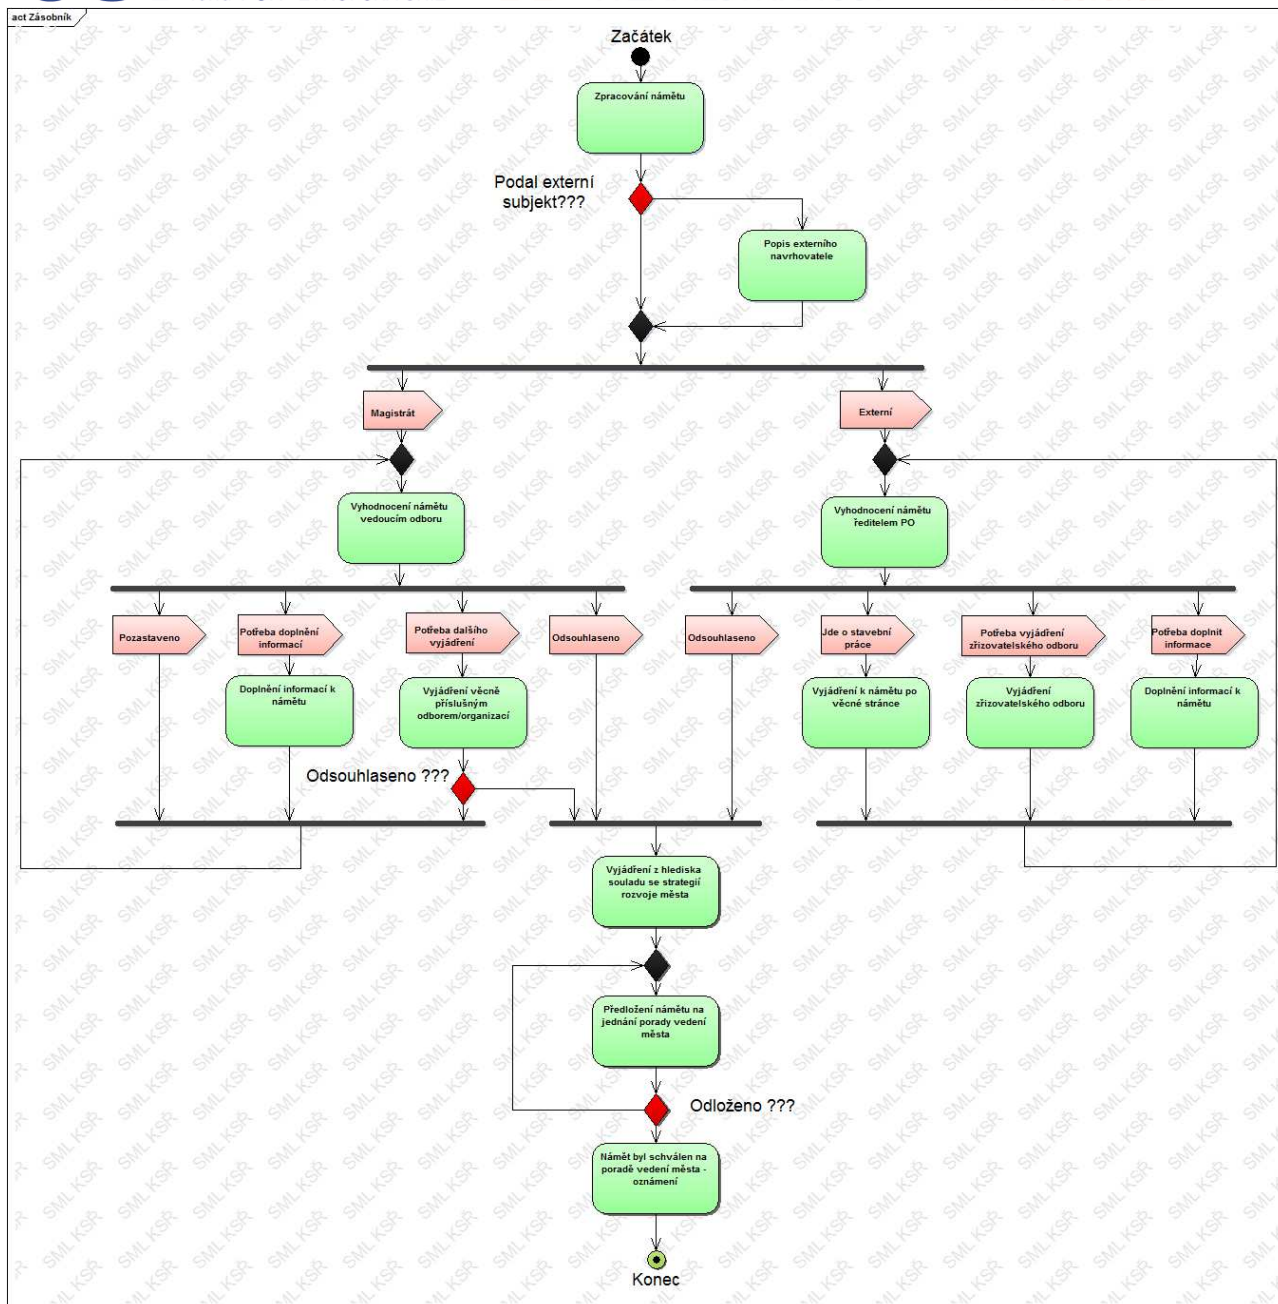 act Zásobník
Začátek
Zpracování námětu
Podal externí
subjekt???
Popis externího
navrhovatele
Magistrát
Externí
Vyhodnocení námětu
vedoucím odboru
Vyhodnocení námětu
ředitelem PO
Pozastaveno
Potřeba doplnění
informací
Potřeba dalšího
vyjádření
Odsouhlaseno
Odsouhlaseno
Jde o stavební
práce
Potřeba vyjádření
zřizovatelského odboru
Potřeba doplnit
informace
Doplnění informací k
námětu
Vyjádření věcně
příslušným
odborem/organizací
Vyjádření k námětu po
věcné stránce
Vyjádření
zřizovatelského odboru
Doplnění informací k
námětu
Odsouhlaseno ???
Vyjádření z hlediska
souladu se strategií
rozvoje města
Předložení námětu na
jednání porady vedení
města
Odloženo ???
Námět byl schválen na
poradě vedení města -
oznámení
Konec